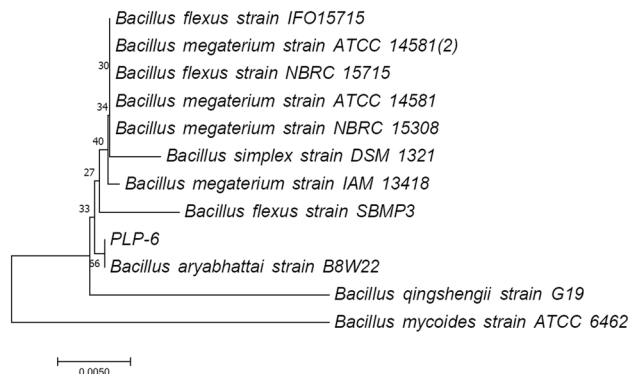 Bacillus flexus strain IFO15715
Bacillus megaterium strain ATCC 14581(2)
30
Bacillus flexus strain NBRC 15715
Bacillus megaterium strain ATCC 14581
34
Bacillus megaterium strain NBRC 15308
40
Bacillus simplex strain DSM 1321
27
Bacillus megaterium strain IAM 13418
33
Bacillus flexus strain SBMP3
PLP-6
66
Bacillus aryabhattai strain B8W22
Bacillus qingshengii strain G19
Bacillus mycoides strain ATCC 6462
0.0050